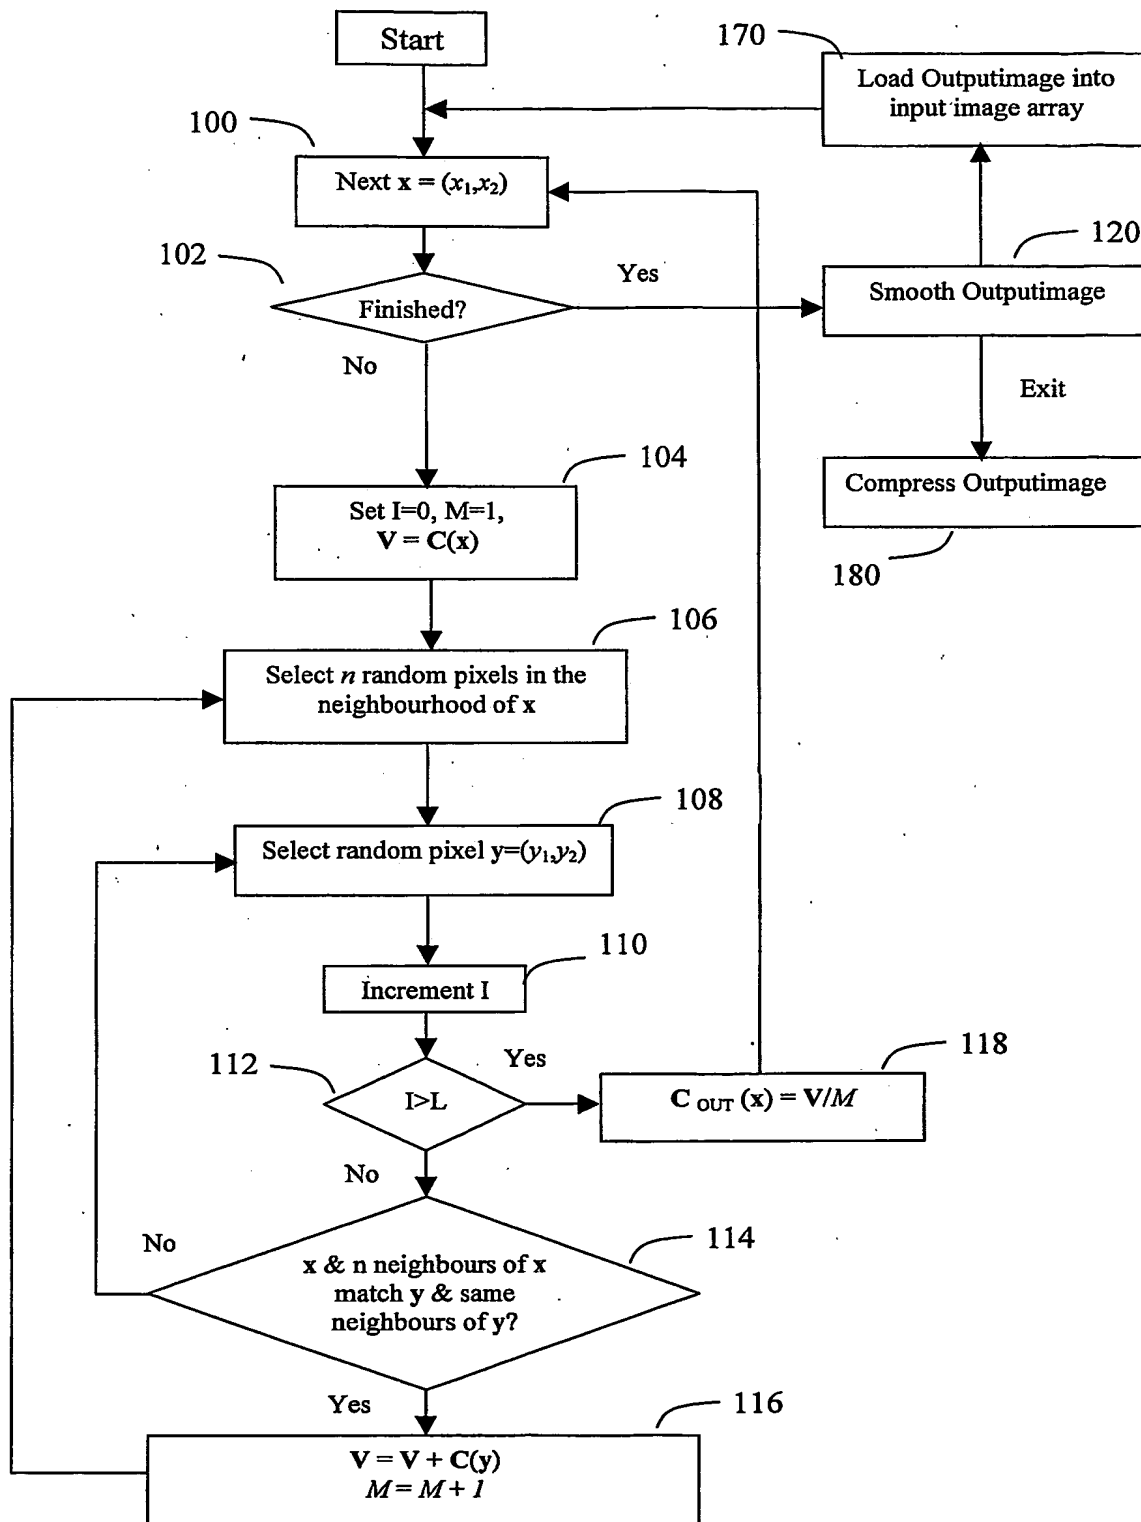 Start
170
Load Outputimage into
input image array
100
Next x = (x₁,x₂)
102
Finished?
Yes
No
120
Smooth Outputimage
Exit
Compress Outputimage
180
104
Set I=0, M=1,
V = C(x)
106
Select n random pixels in the
neighbourhood of x
108
Select random pixel y=(y₁,y₂)
110
Increment I
112
I>L
Yes
118
C OUT (x) = V/M
No
No
114
x & n neighbours of x
match y & same
neighbours of y?
Yes
116
V = V + C(y)
M = M + 1